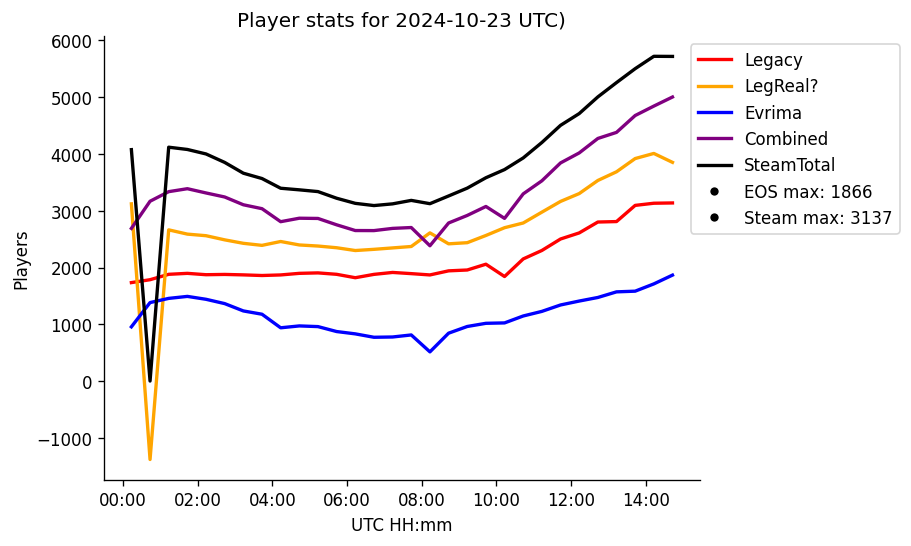 Player stats for 2024-10-23 UTC)
6000
5000
4000
3000
2000
1000
0
−1000
Players
00:00 02:00 04:00 06:00 08:00 10:00 12:00 14:00
UTC HH:mm
Legacy
LegReal?
Evrima
Combined
SteamTotal
EOS max: 1866
Steam max: 3137